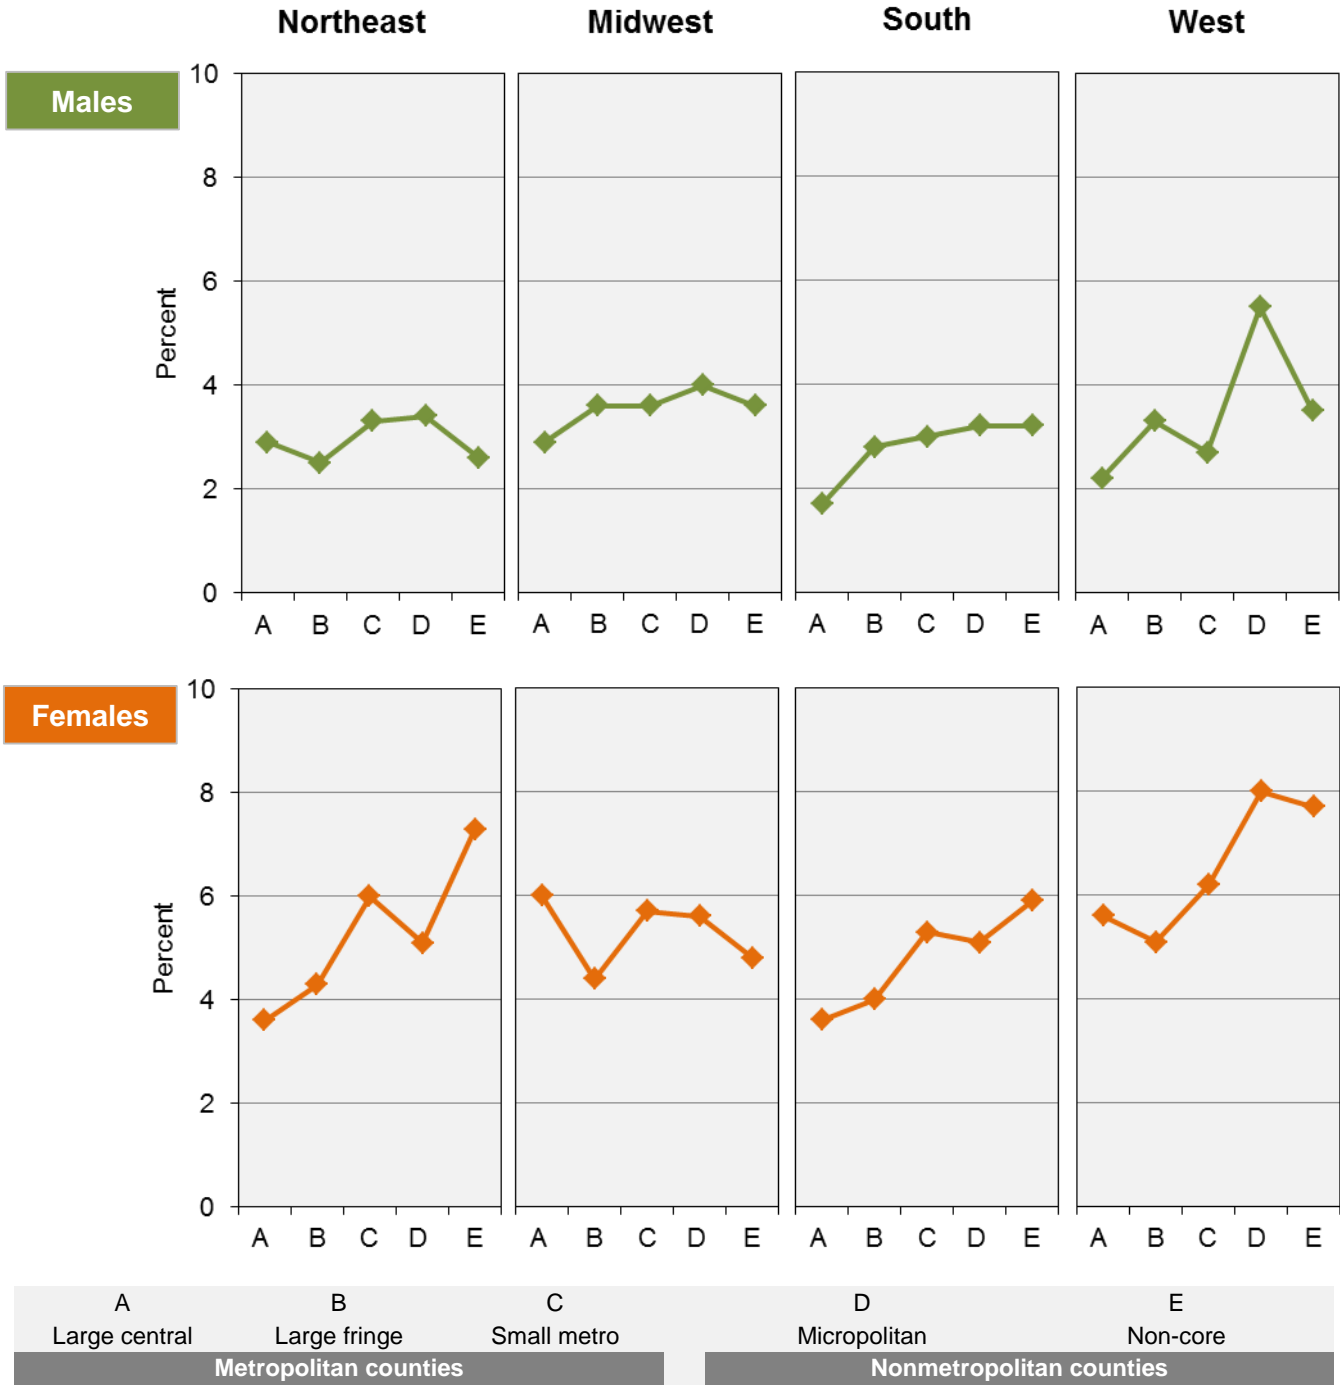 Northeast Midwest South West
Males
10
8
6
4
2
0
Percent
A B C D E A B C D E A B C D E A B C D E
Females
10
8
6
4
2
0
Percent
A B C D E A B C D E A B C D E A B C D E
A B C D E
Large central Large fringe Small metro Micropolitan Non-core
Metropolitan counties Nonmetropolitan counties